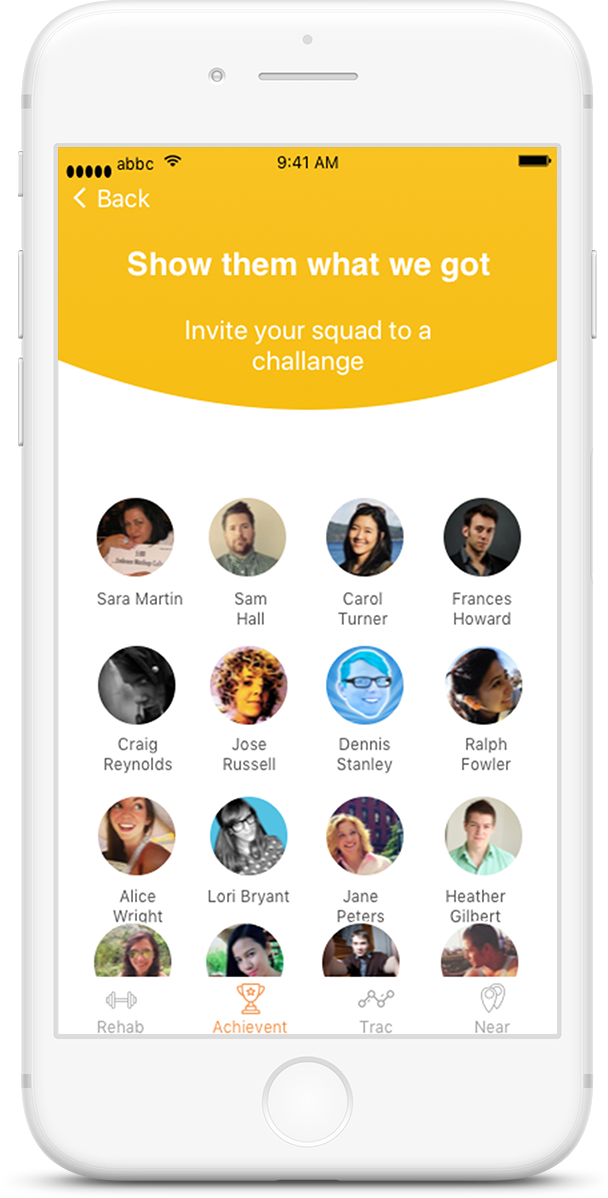 abbc 9:41 AM
Back
Show them what we got
Invite your squad to a
challange
Sara Martin Sam Carol Frances
Hall Turner Howard
Craig Jose Dennis Ralph
Reynolds Russell Stanley Fowler
Alice Lori Bryant Jane Heather
Wright Peters Gilbert
Rehab Achievent Trac Near